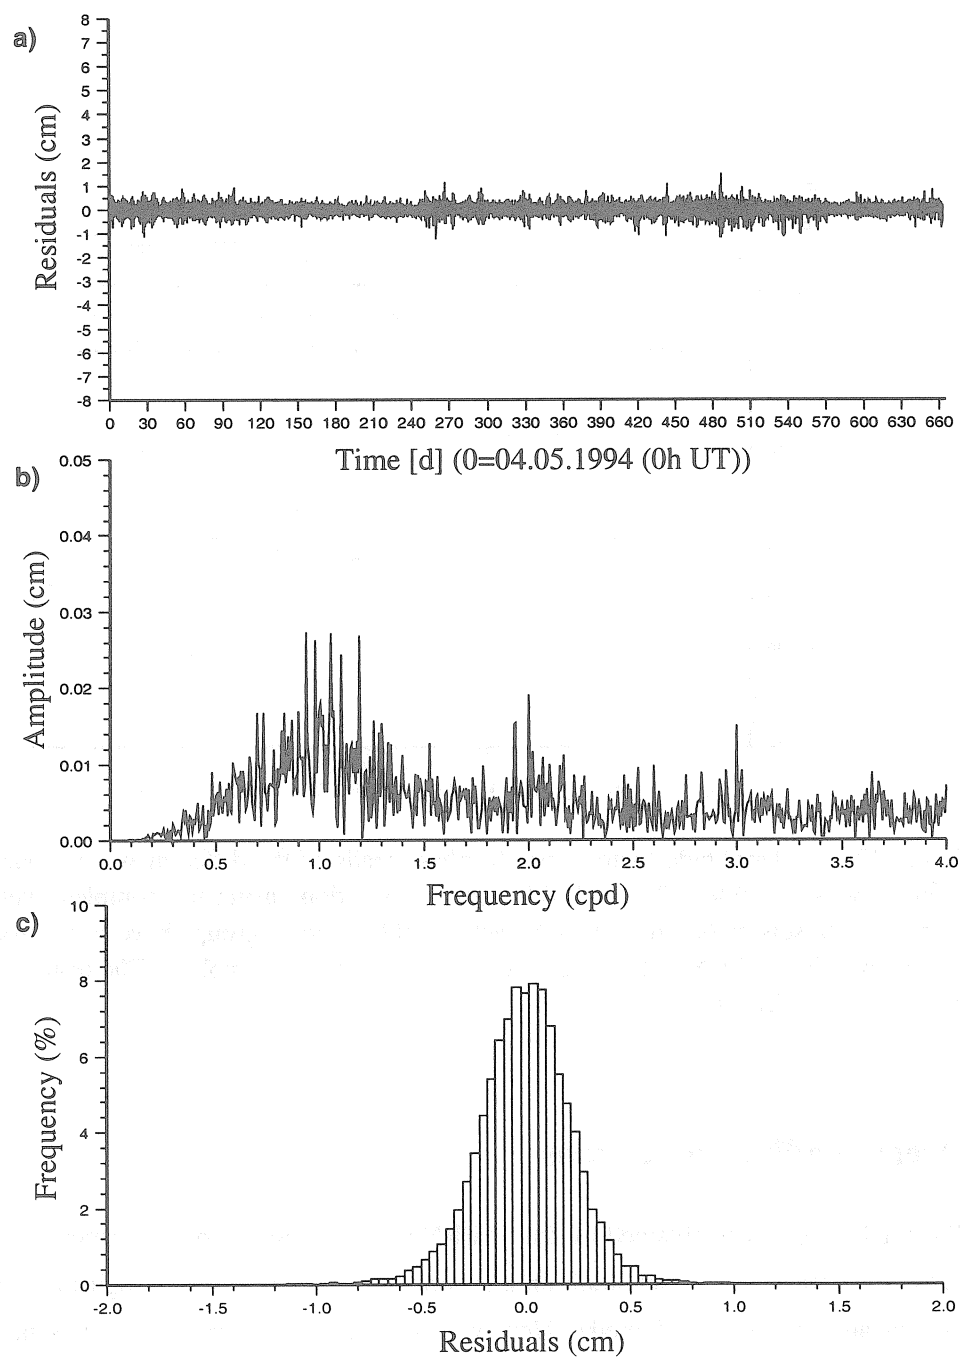 a)
8
7
6
5
4
3
2
1
0
-1
-2
-3
-4
-5
-6
-7
-8
Residuals (cm)
0 30 60 90 120 150 180 210 240 270 300 330 360 390 420 450 480 510 540 570 600 630 660
Time [d] (0=04.05.1994 (0h UT))
b)
0.05
0.04
0.03
0.02
0.01
0.00
Amplitude (cm)
0.0 0.5 1.0 1.5 2.0 2.5 3.0 3.5 4.0
Frequency (cpd)
c)
10
8
6
4
2
0
Frequency (%)
-2.0 -1.5 -1.0 -0.5 0.0 0.5 1.0 1.5 2.0
Residuals (cm)